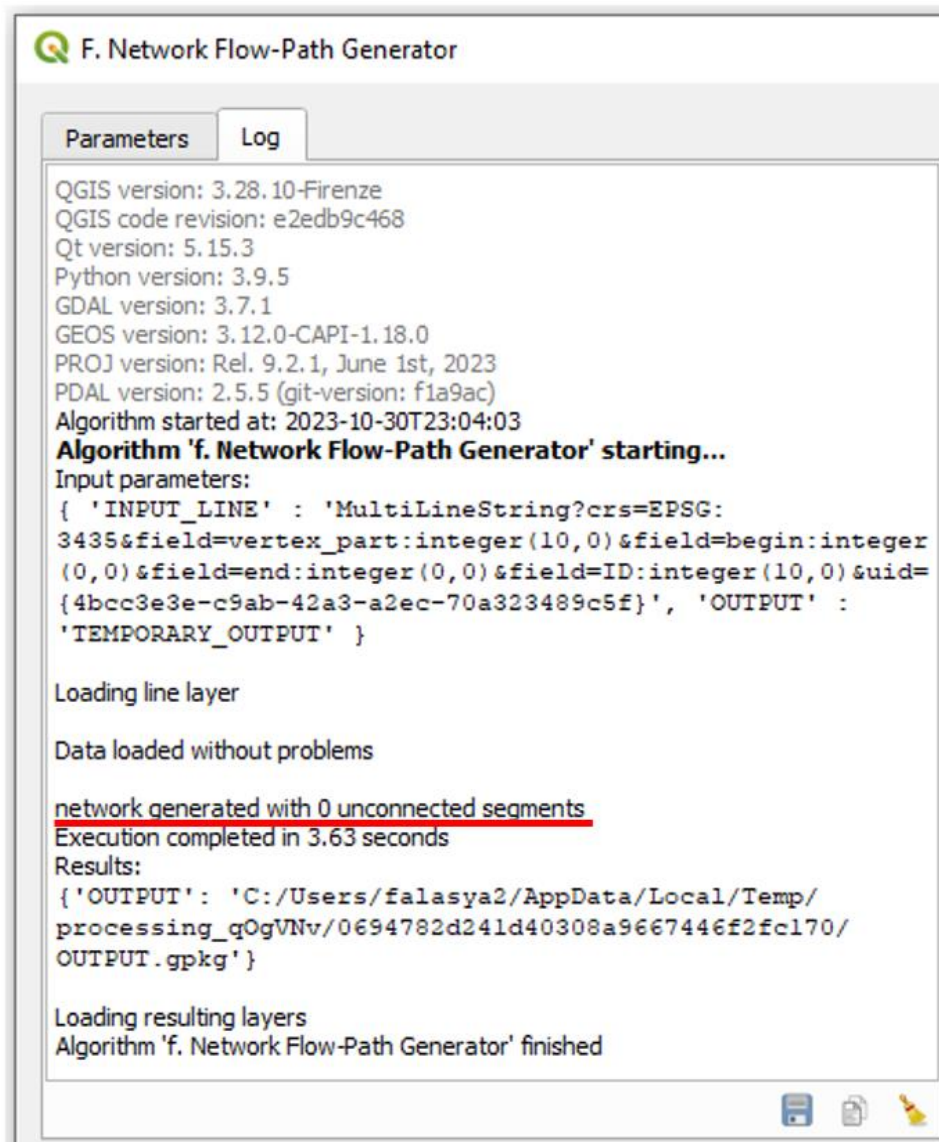 F. Network Flow-Path Generator
Parameters
Log
QGIS version: 3.28.10-Firenze
QGIS code revision: e2edb9c468
Qt version: 5.15.3
Python version: 3.9.5
GDAL version: 3.7.1
GEOS version: 3.12.0-CAPI-1.18.0
PROJ version: Rel. 9.2.1, June 1st, 2023
PDAL version: 2.5.5 (git-version: f1a9ac)
Algorithm started at: 2023-10-30T23:04:03
Algorithm 'f. Network Flow-Path Generator' starting...
Input parameters:
{ 'INPUT_LINE' : 'MultiLineString?crs=EPSG:
3435&field=vertex_part:integer(10,0)&field=begin:integer
(0,0)&field=end:integer(0,0)&field=ID:integer(10,0)&uid=
{4bcc3e3e-c9ab-42a3-a2ec-70a323489c5f}', 'OUTPUT' :
'TEMPORARY_OUTPUT' }
Loading line layer
Data loaded without problems
network generated with 0 unconnected segments
Execution completed in 3.63 seconds
Results:
{'OUTPUT': 'C:/Users/falasya2/AppData/Local/Temp/
processing_qOgVNv/0694782d241d40308a9667446f2fc170/
OUTPUT.gpkg'}
Loading resulting layers
Algorithm 'f. Network Flow-Path Generator' finished